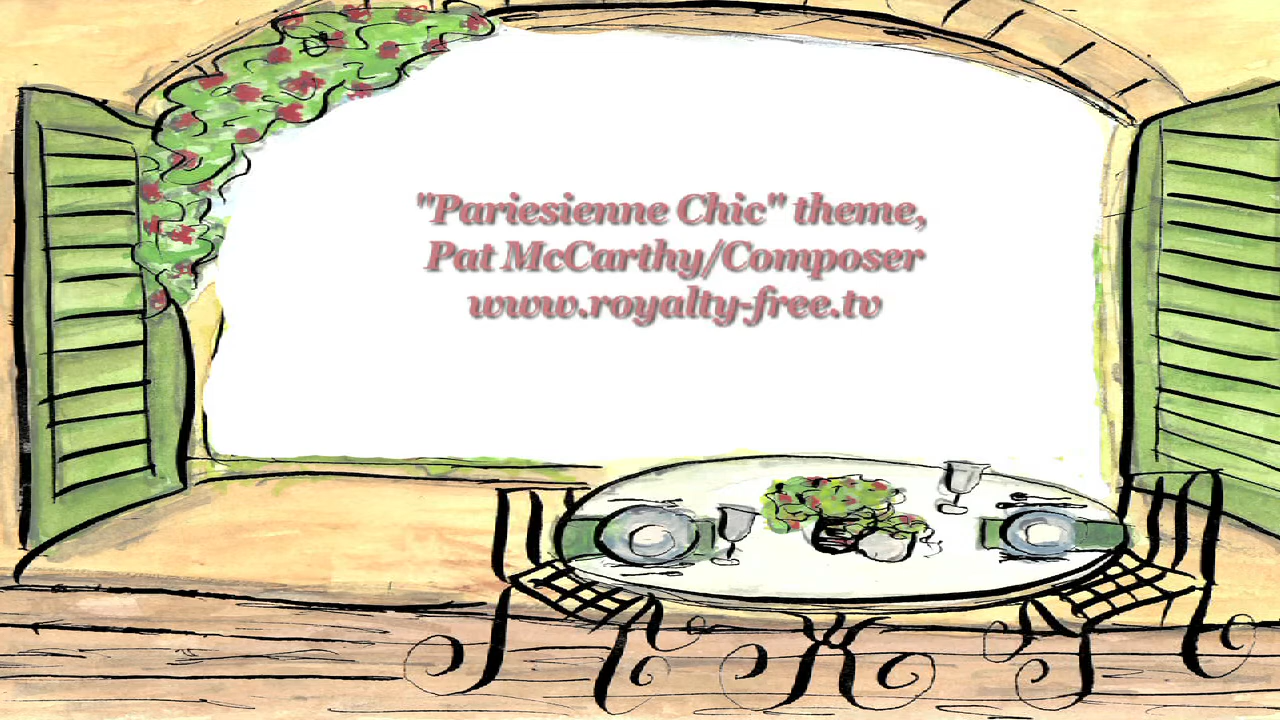 "Pariesienne Chic" theme,
Pat McCarthy/Composer
www.royalty-free.tv